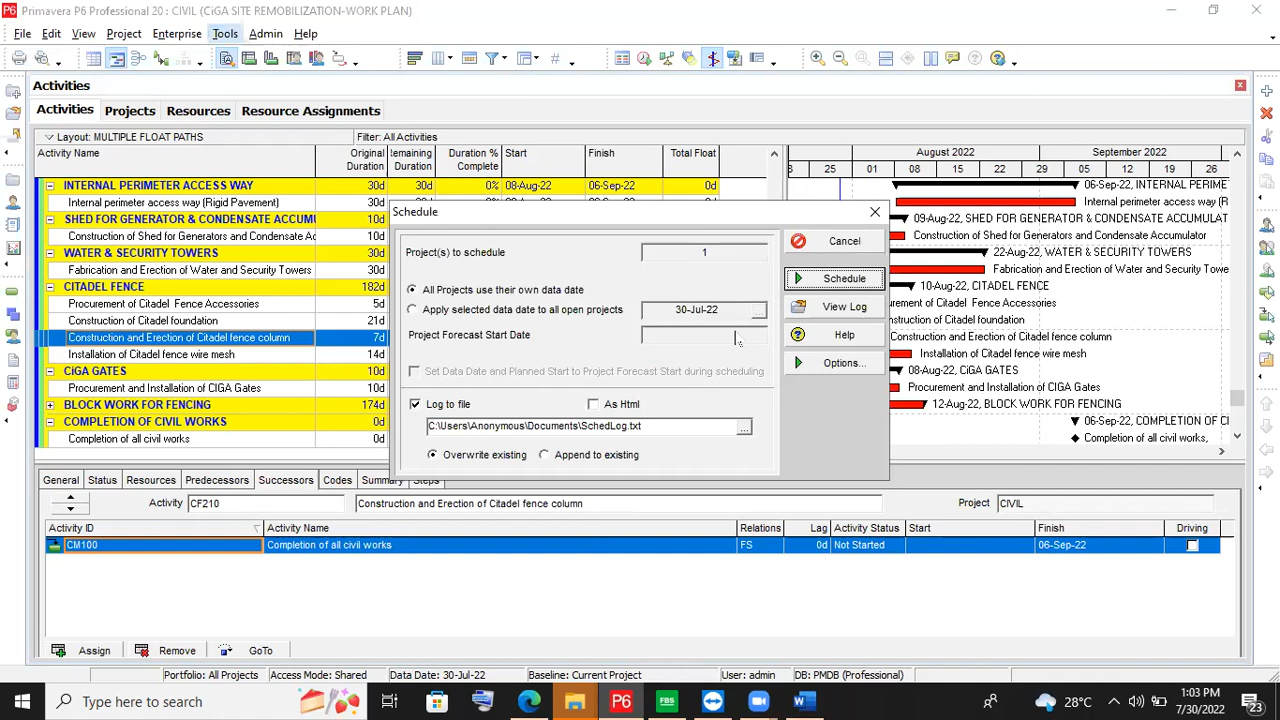 P6 Primavera P6 Professional 20 : CIVIL (CiGA SITE REMOBILIZATION-WORK PLAN)
File Edit View Project Enterprise Tools Admin Help
Activities
Activities Projects Resources Resource Assignments
Layout: MULTIPLE FLOAT PATHS Filter: All Activities
Activity Name Original Duration Remaining Duration Duration % Complete Start Finish Total Float August 2022 September 2022
25 01 08 15 22 29 05 12 19 26
INTERNAL PERIMETER ACCESS WAY 30d 30d 0% 08-Aug-22 06-Sep-22 0d 06-Sep-22, INTERNAL PERIME
Internal perimeter access way (Rigid Pavement) Internal perimeter access way (R
SHED FOR GENERATOR & CONDENSATE ACCUMU 10d 09-Aug-22, SHED FOR GENERATOR & CONDENSAT
Construction of Shed for Generators and Condensate Ac 10d Construction of Shed for Generators and Condens
WATER & SECURITY TOWERS 30d 22-Aug-22, WATER & SECURITY TOWERS
Fabrication and Erection of Water and Security Towers 30d Fabrication and Erection of Water and Security
CITADEL FENCE 182d 10-Aug-22, CITADEL FENCE
Procurement of Citadel Fence Accessories 5d ment of Citadel Fence Accessories
Construction of Citadel foundation 21d ction of Citadel foundation
Construction and Erection of Citadel fence column 7d nstruction and Erection of Citadel fence column
Installation of Citadel fence wire mesh 14d Installation of Citadel fence wire mesh
CiGA GATES 10d 08-Aug-22, CiGA GATES
Procurement and Installation of CIGA Gates 10d Procurement and Installation of CIGA Gates
BLOCK WORK FOR FENCING 174d 12-Aug-22, BLOCK WORK FOR FENCING
COMPLETION OF CIVIL WORKS 0d 06-Sep-22, COMPLETION OF CI
Completion of all civil works 0d Completion of all civil works,
Schedule
Project(s) to schedule 1
All Projects use their own data date
Apply selected data date to all open projects 30-Jul-22 ...
Project Forecast Start Date
Set Data Date and Planned Start to Project Forecast Start during scheduling
Log to file As Html
C:\Users\Anonymous\Documents\SchedLog.txt ...
Overwrite existing Append to existing
Cancel
Schedule
View Log
Help
Options...
General Status Resources Predecessors Successors Codes Summary Steps
Activity CF210 Construction and Erection of Citadel fence column Project CIVIL
Activity ID Activity Name Relations Lag Activity Status Start Finish Driving
CM100 Completion of all civil works FS 0d Not Started 06-Sep-22
Assign Remove GoTo
Portfolio: All Projects Access Mode: Shared Data Date: 30-Jul-22 Baseline: Current Project User: admin DB: PMDB (Professional)
Type here to search P6 FBS W 28°C 1:03 PM
7/30/2022 23